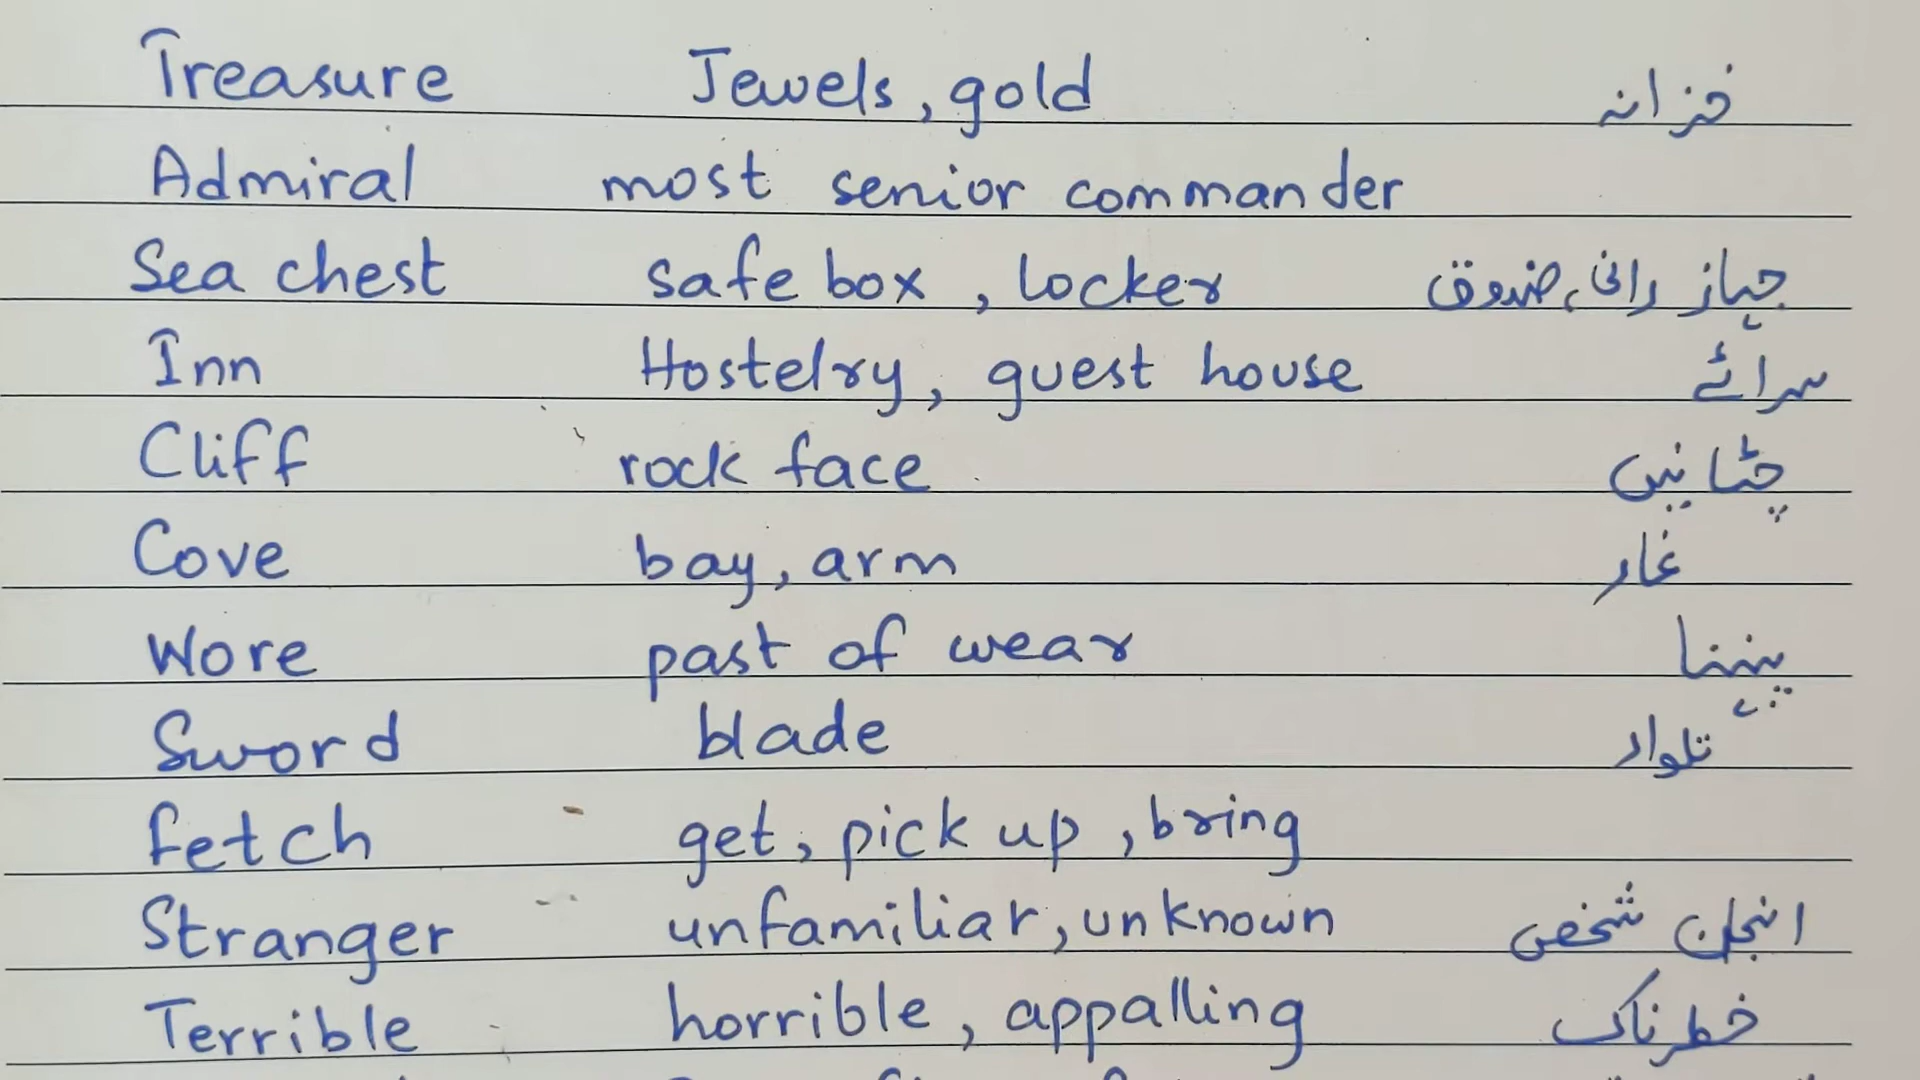 Treasure Jewels, gold خزانہ
Admiral most senior commander
Sea chest safe box, locker جہاز رانی، صندوق
Inn Hostelry, guest house سرائے
Cliff rock face چٹانیں
Cove bay, arm غار
Wore past of wear پہننا
Sword blade تلوار
fetch get, pick up, bring
Stranger unfamiliar, unknown انجان شخص
Terrible horrible, appalling خطرناک